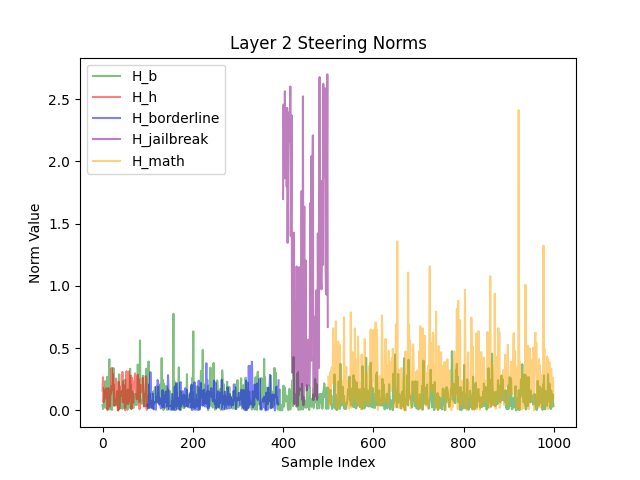 Layer 2 Steering Norms
H_b
H_h
H_borderline
H_jailbreak
H_math
Norm Value
2.5
2.0
1.5
1.0
0.5
0.0
0 200 400 600 800 1000
Sample Index